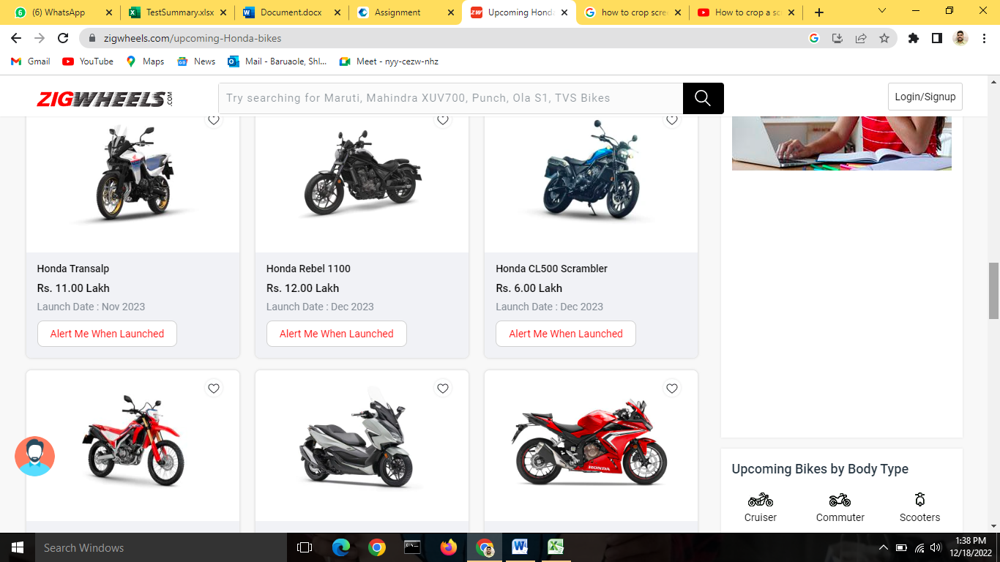 (6) WhatsApp
TestSummary.xlsx
Document.docx
Assignment
Upcoming Honda
how to crop scre
How to crop a sc
zigwheels.com/upcoming-Honda-bikes
Gmail
YouTube
Maps
News
Mail - Baruaole, Shl...
Meet - nyy-cezw-nhz
ZIGWHEELS.COM
Try searching for Maruti, Mahindra XUV700, Punch, Ola S1, TVS Bikes
Login/Signup
Honda Transalp
Rs. 11.00 Lakh
Launch Date : Nov 2023
Alert Me When Launched
Honda Rebel 1100
Rs. 12.00 Lakh
Launch Date : Dec 2023
Alert Me When Launched
Honda CL500 Scrambler
Rs. 6.00 Lakh
Launch Date : Dec 2023
Alert Me When Launched
HONDA
Upcoming Bikes by Body Type
Cruiser
Commuter
Scooters
Search Windows
1:38 PM
12/18/2022